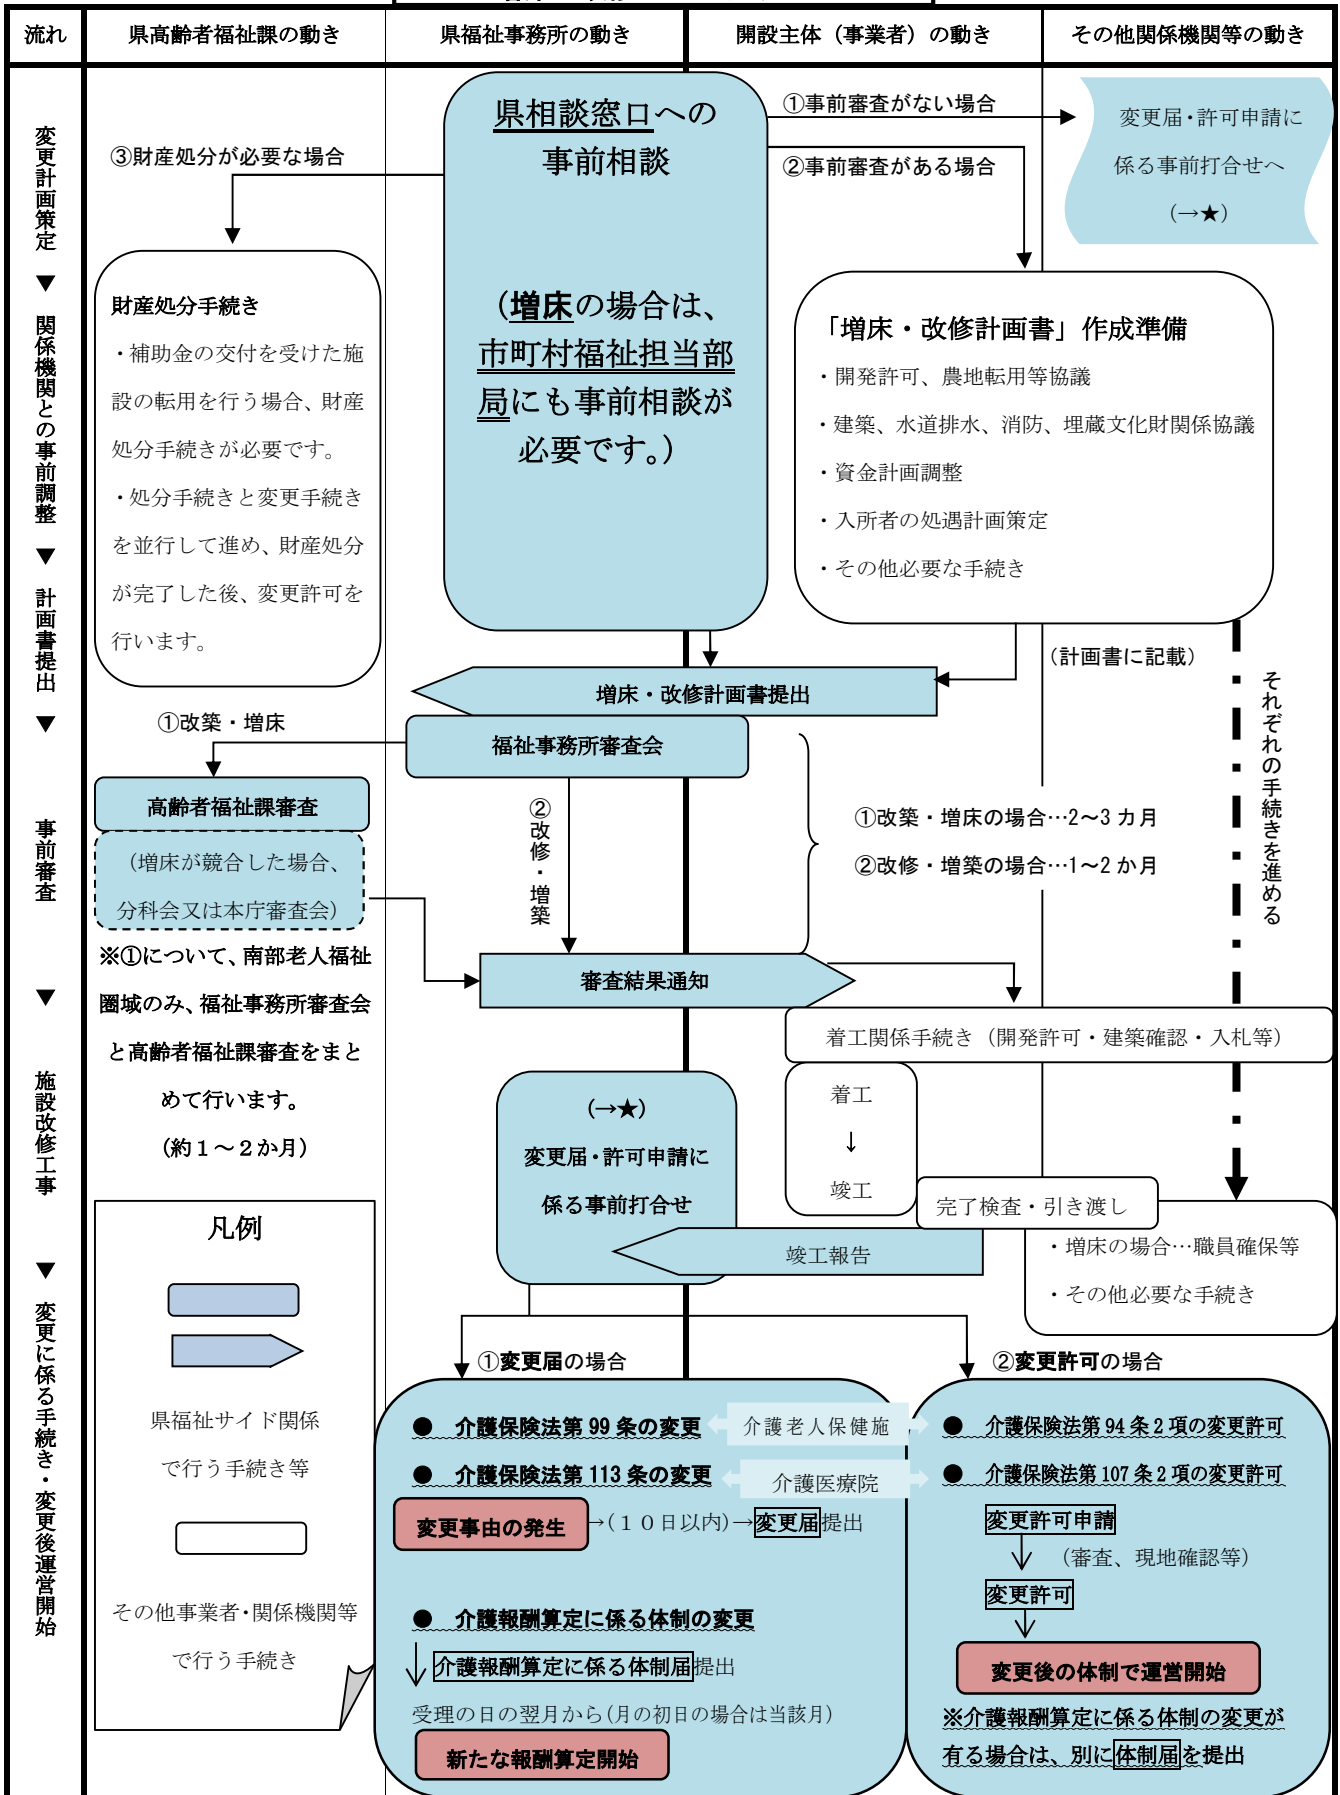 流れ
県高齢者福祉課の動き
県福祉事務所の動き
開設主体（事業者）の動き
その他関係機関等の動き
変更計画策定
▼
関係機関との事前調整
▼
計画書提出
▼
事前審査
▼
施設改修工事
▼
変更に係る手続き・変更後運営開始
県相談窓口への
事前相談
（増床の場合は、
市町村福祉担当部
局にも事前相談が
必要です。）
①事前審査がない場合
②事前審査がある場合
③財産処分が必要な場合
変更届・許可申請に
係る事前打合せへ
（→★）
財産処分手続き
・補助金の交付を受けた施
設の転用を行う場合、財産
処分手続きが必要です。
・処分手続きと変更手続き
を並行して進め、財産処分
が完了した後、変更許可を
行います。
「増床・改修計画書」作成準備
・開発許可、農地転用等協議
・建築、水道排水、消防、埋蔵文化財関係協議
・資金計画調整
・入所者の処遇計画策定
・その他必要な手続き
（計画書に記載）
それぞれの手続きを進める
増床・改修計画書提出
福祉事務所審査会
①改築・増床
高齢者福祉課審査
（増床が競合した場合、
分科会又は本庁審査会）
②改修・増築
①改築・増床の場合…2～3 カ月
②改修・増築の場合…1～2 か月
※①について、南部老人福祉
圏域のみ、福祉事務所審査会
と高齢者福祉課審査をまと
めて行います。
（約１～２か月）
審査結果通知
着工関係手続き（開発許可・建築確認・入札等）
着工
↓
竣工
完了検査・引き渡し
（→★）
変更届・許可申請に
係る事前打合せ
竣工報告
・増床の場合…職員確保等
・その他必要な手続き
凡例
県福祉サイド関係
で行う手続き等
その他事業者・関係機関等
で行う手続き
①変更届の場合
②変更許可の場合
● 介護保険法第 99 条の変更
介護老人保健施
● 介護保険法第 94 条 2 項の変更許可
● 介護保険法第 113 条の変更
介護医療院
● 介護保険法第 107 条 2 項の変更許可
変更事由の発生
→（１０日以内）→変更届提出
● 介護報酬算定に係る体制の変更
介護報酬算定に係る体制届提出
受理の日の翌月から（月の初日の場合は当該月）
新たな報酬算定開始
変更許可申請
（審査、現地確認等）
変更許可
変更後の体制で運営開始
※介護報酬算定に係る体制の変更が
有る場合は、別に体制届を提出